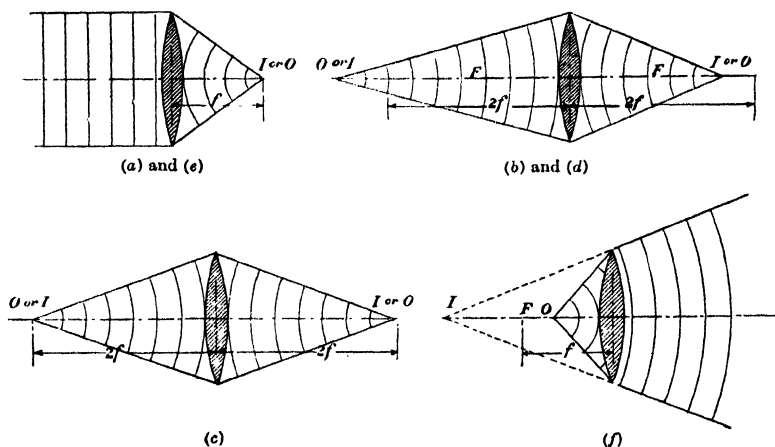 I or O
f
(a) and (e)
O or I F F I or O
2f 2f
(b) and (d)
O or I I or O
2f 2f
(c)
I F O
f
(f)